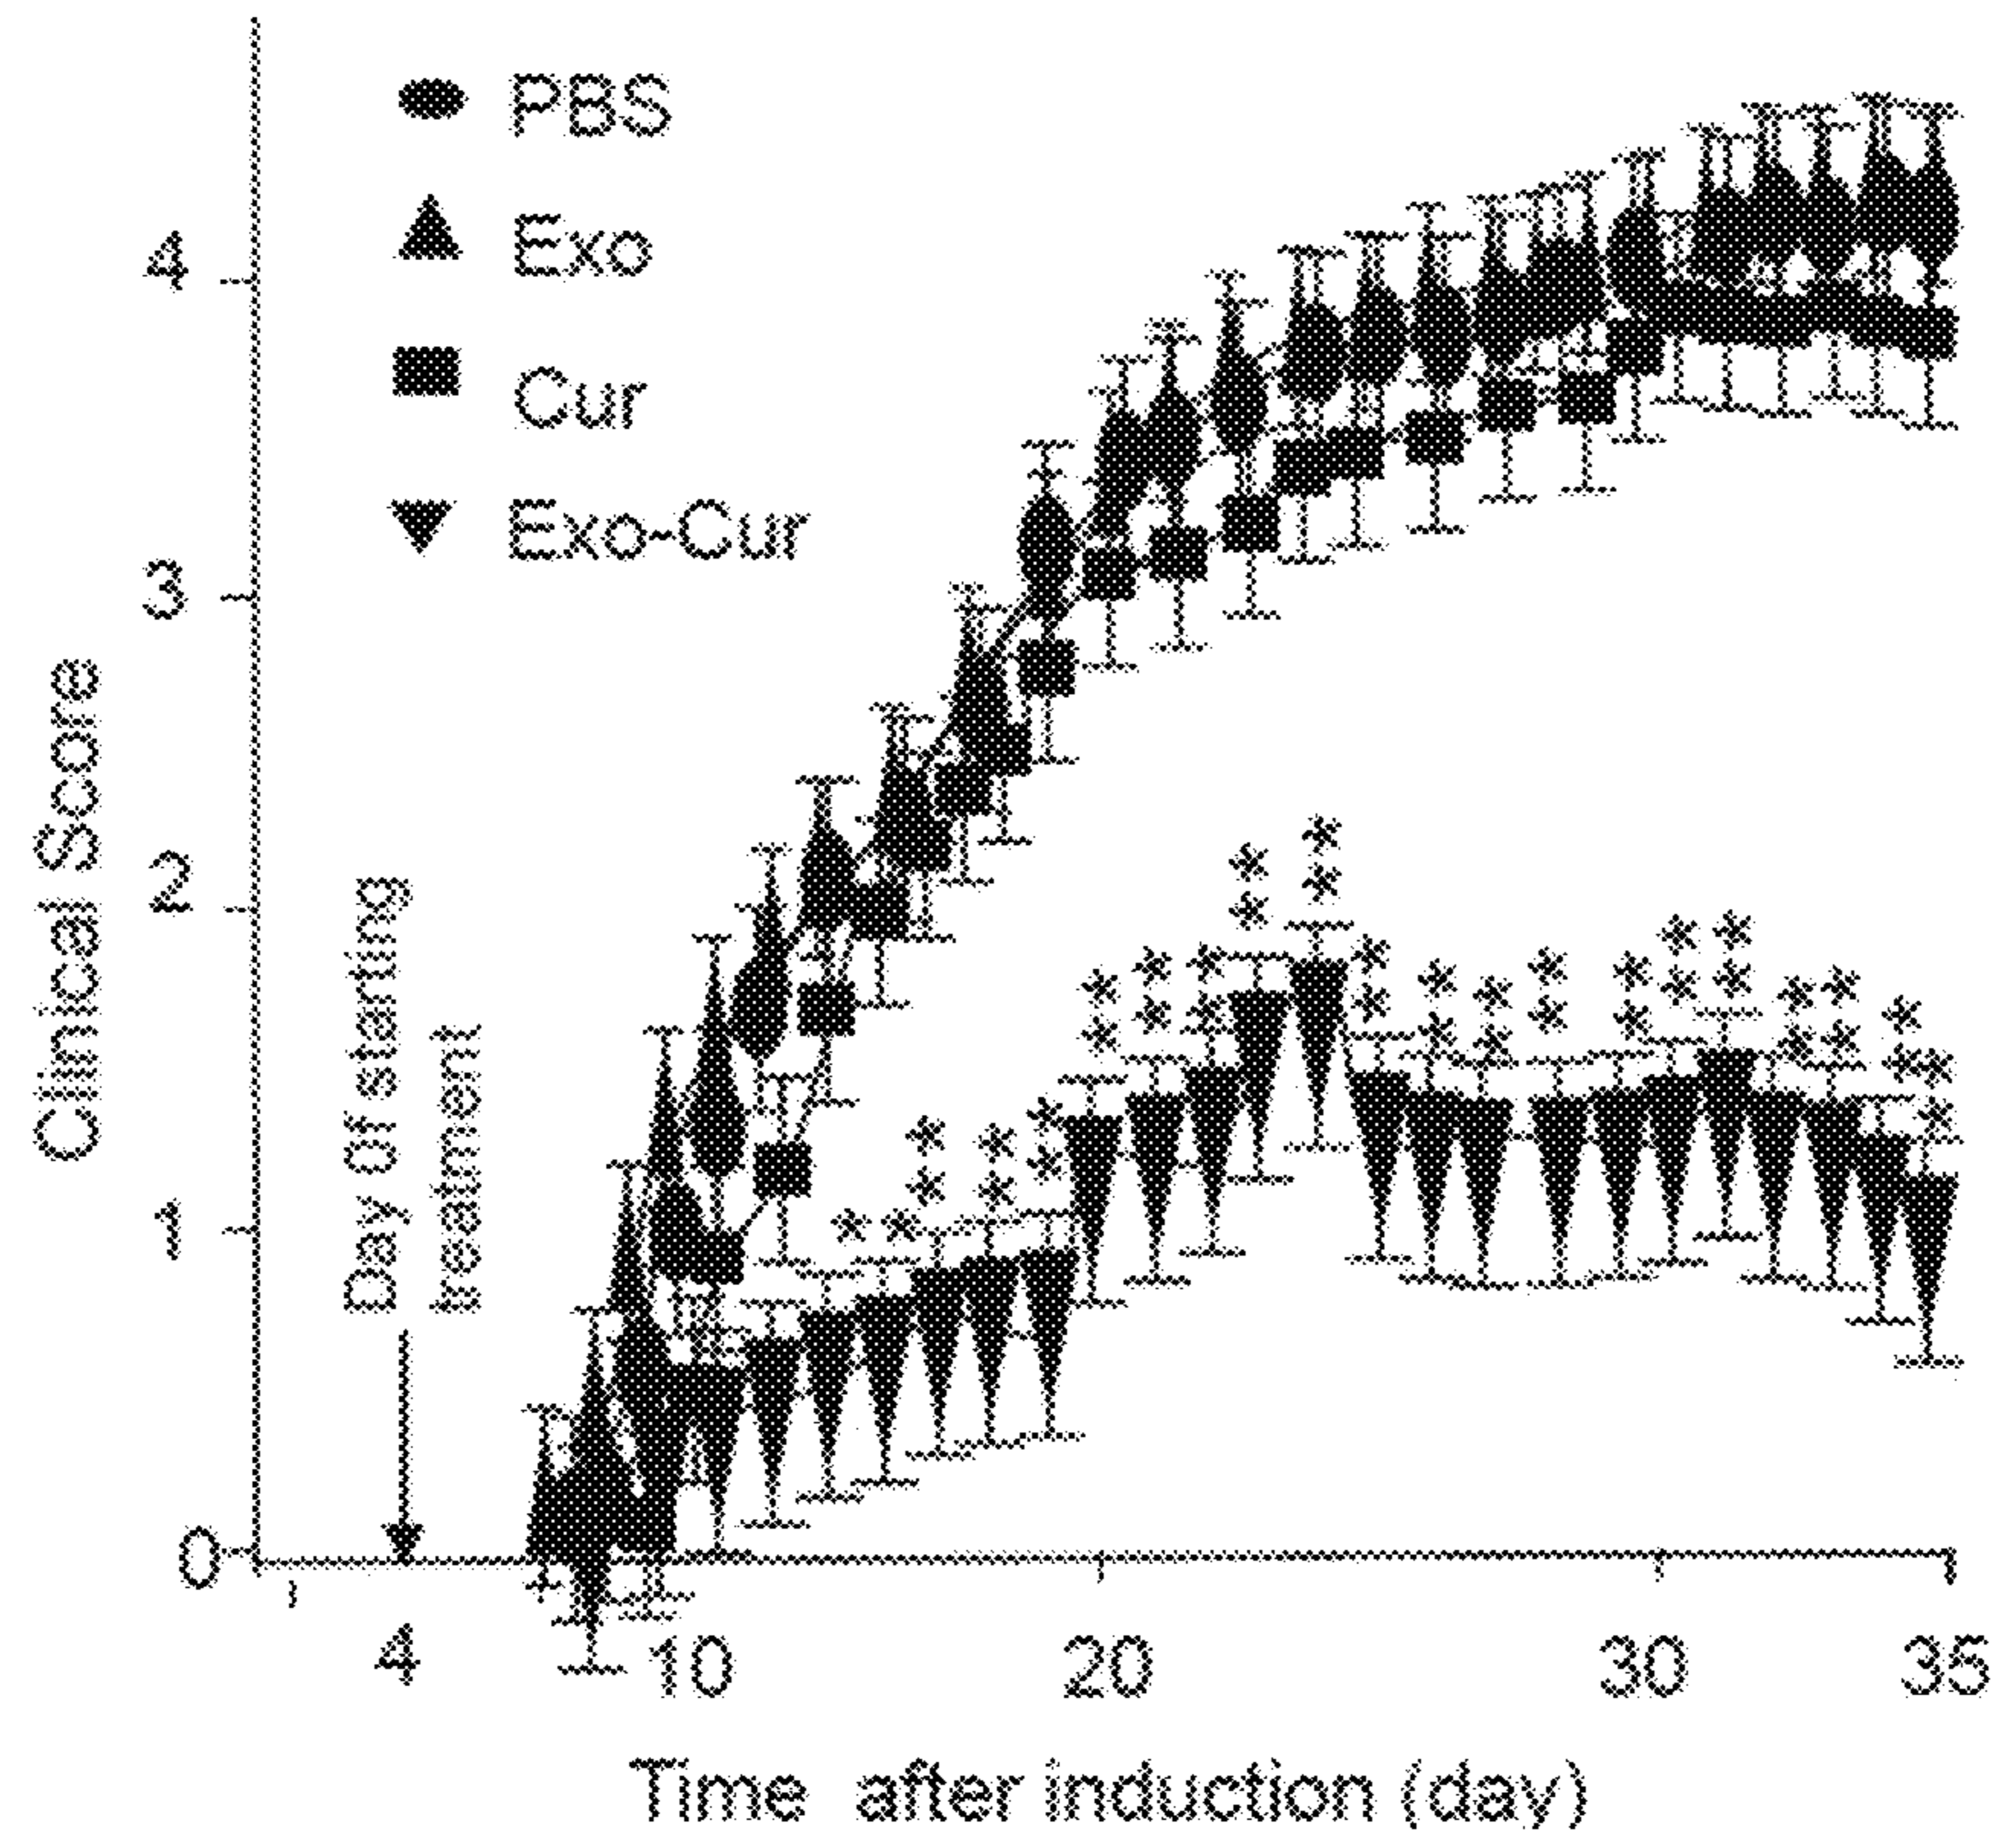 PBS
Exo
Cur
Exo-Cur
Clinical Score
4
3
2
1
0
Day 0f starting
treatment
4
10
20
30
35
Time after induction (day)